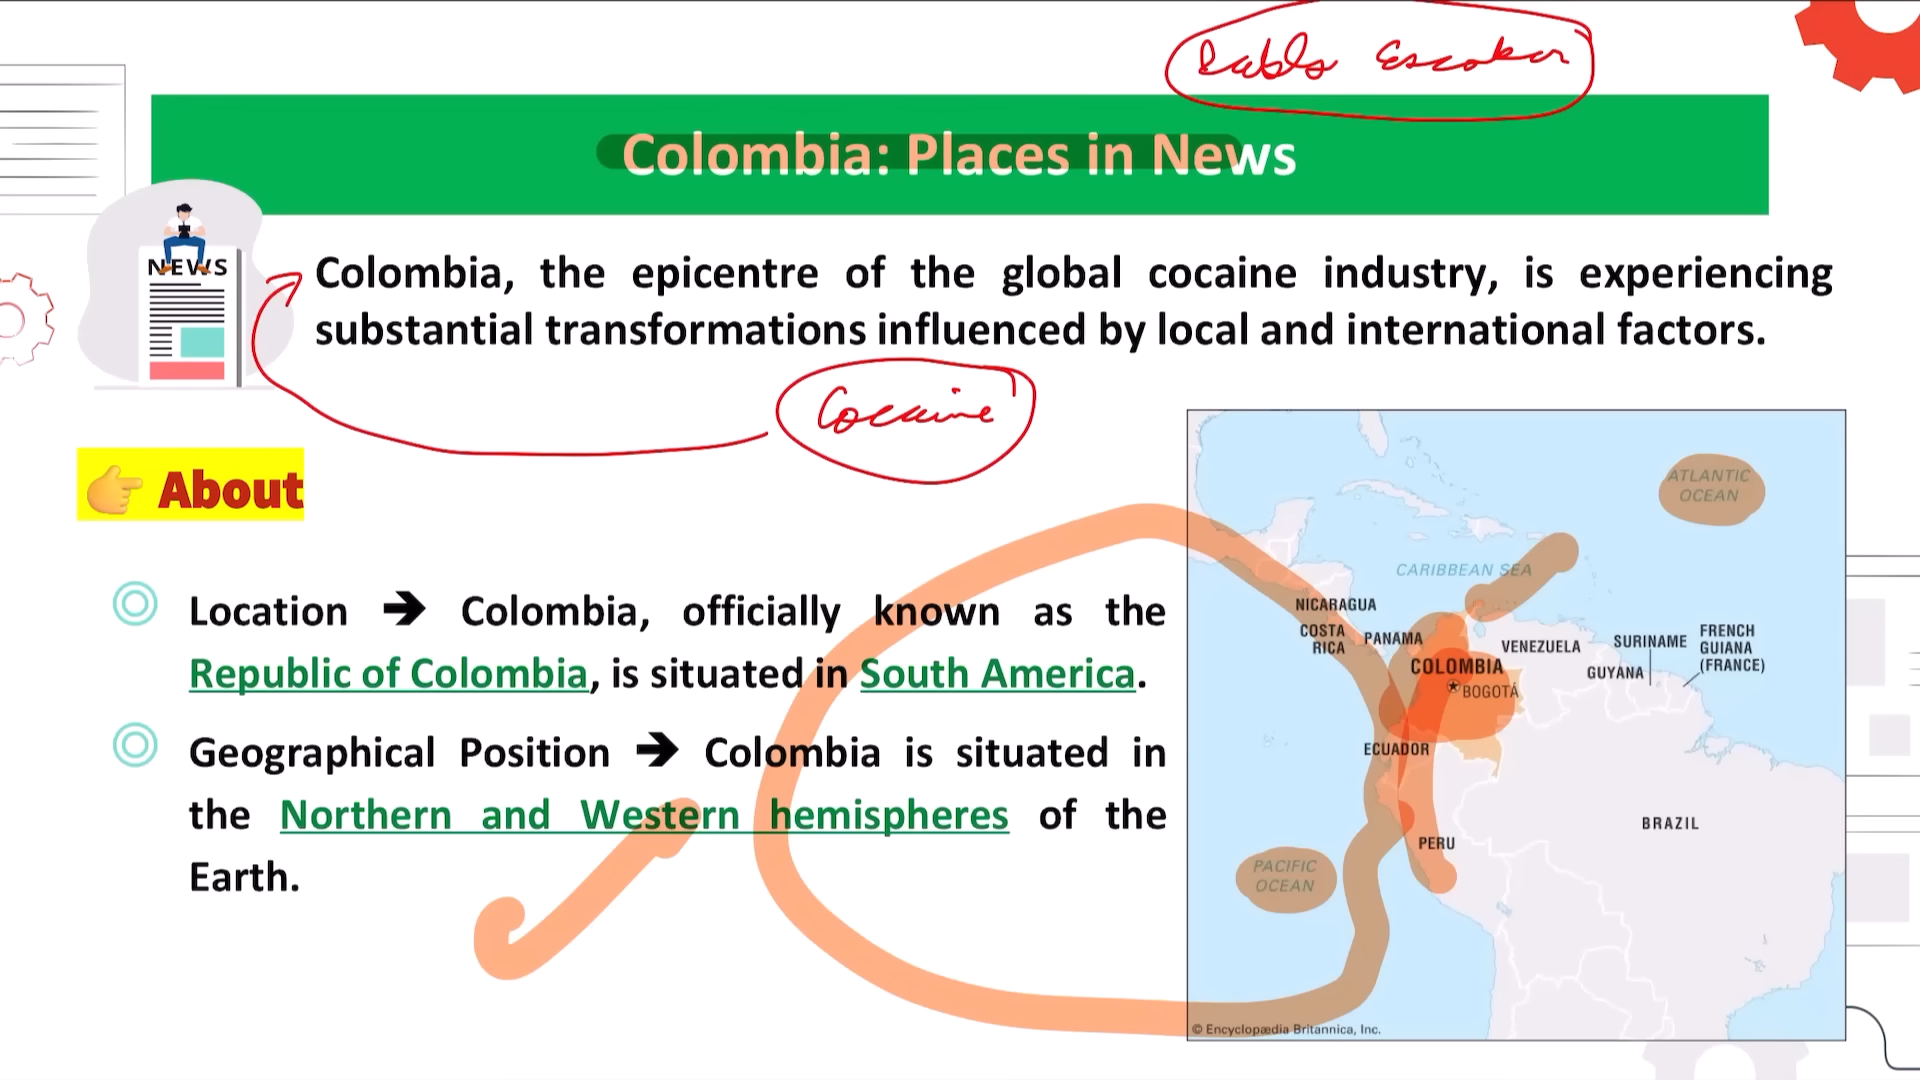 Pablo Escobar
Colombia: Places in News
NEWS
Colombia, the epicentre of the global cocaine industry, is experiencing
substantial transformations influenced by local and international factors.
Cocaine
About
Location ➔ Colombia, officially known as the
Republic of Colombia, is situated in South America.
Geographical Position ➔ Colombia is situated in
the Northern and Western hemispheres of the
Earth.
ATLANTIC
OCEAN
CARIBBEAN SEA
NICARAGUA
COSTA
RICA
PANAMA
VENEZUELA
SURINAME
FRENCH
GUIANA
(FRANCE)
GUYANA
COLOMBIA
BOGOTÁ
ECUADOR
BRAZIL
PERU
PACIFIC
OCEAN
© Encyclopædia Britannica, Inc.